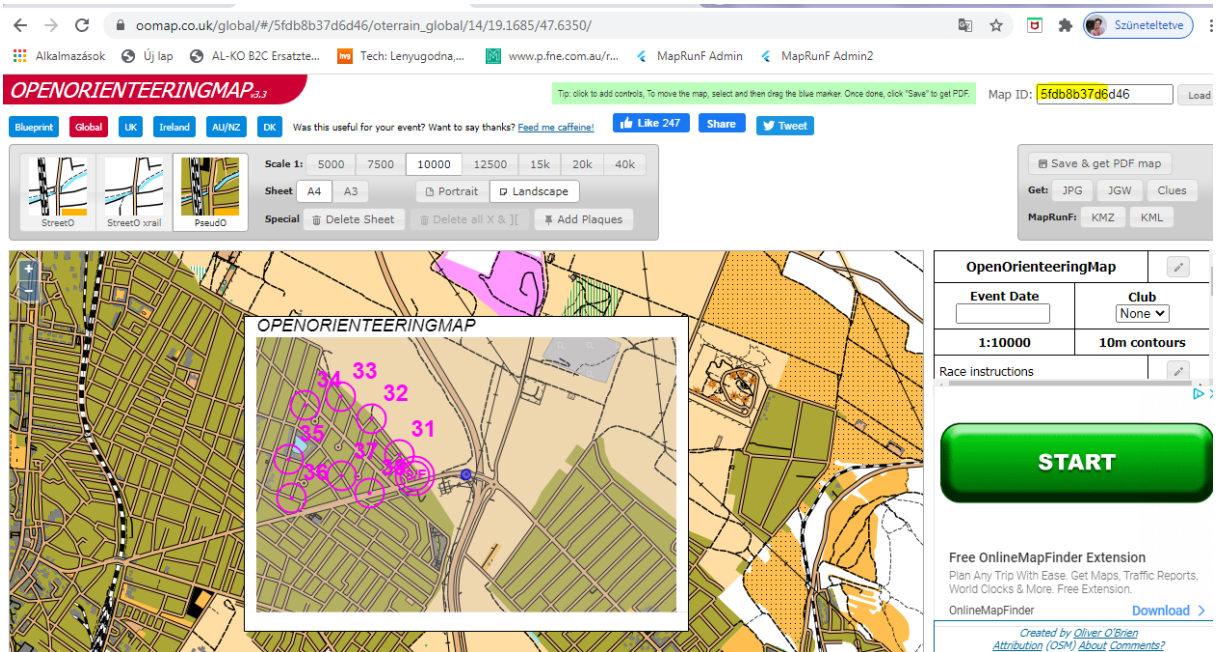 oomap.co.uk/global/#/5fdb8b37d6d46/oterrain_global/14/19.1685/47.6350/
Szüneteltetve
Alkalmazások Új lap AL-KO B2C Ersatzte... hvg Tech: Lenyugodna,... www.p.fne.com.au/r... MapRunF Admin MapRunF Admin2
OPENORIENTEERINGMAP v3.3
Tip: click to add controls, To move the map, select and then drag the blue marker. Once done, click "Save" to get PDF.
Map ID: 5fdb8b37d6d46 Load
Blueprint Global UK Ireland AU/NZ DK Was this useful for your event? Want to say thanks? Feed me caffeine! Like 247 Share Tweet
StreetO StreetO xrail PseudO
Scale 1: 5000 7500 10000 12500 15k 20k 40k
Sheet A4 A3 Portrait Landscape
Special Delete Sheet Delete all X & ][ Add Plaques
Save & get PDF map
Get: JPG JGW Clues
MapRunF: KMZ KML
+
−
OPENORIENTEERINGMAP
33
34
32
31
35
37
36
38
S/F
OpenOrienteeringMap
Event Date Club
None
1:10000 10m contours
Race instructions
START
Free OnlineMapFinder Extension
Plan Any Trip With Ease. Get Maps, Traffic Reports,
World Clocks & More. Free Extension.
OnlineMapFinder Download >
Created by Oliver O'Brien
Attribution (OSM) About Comments?